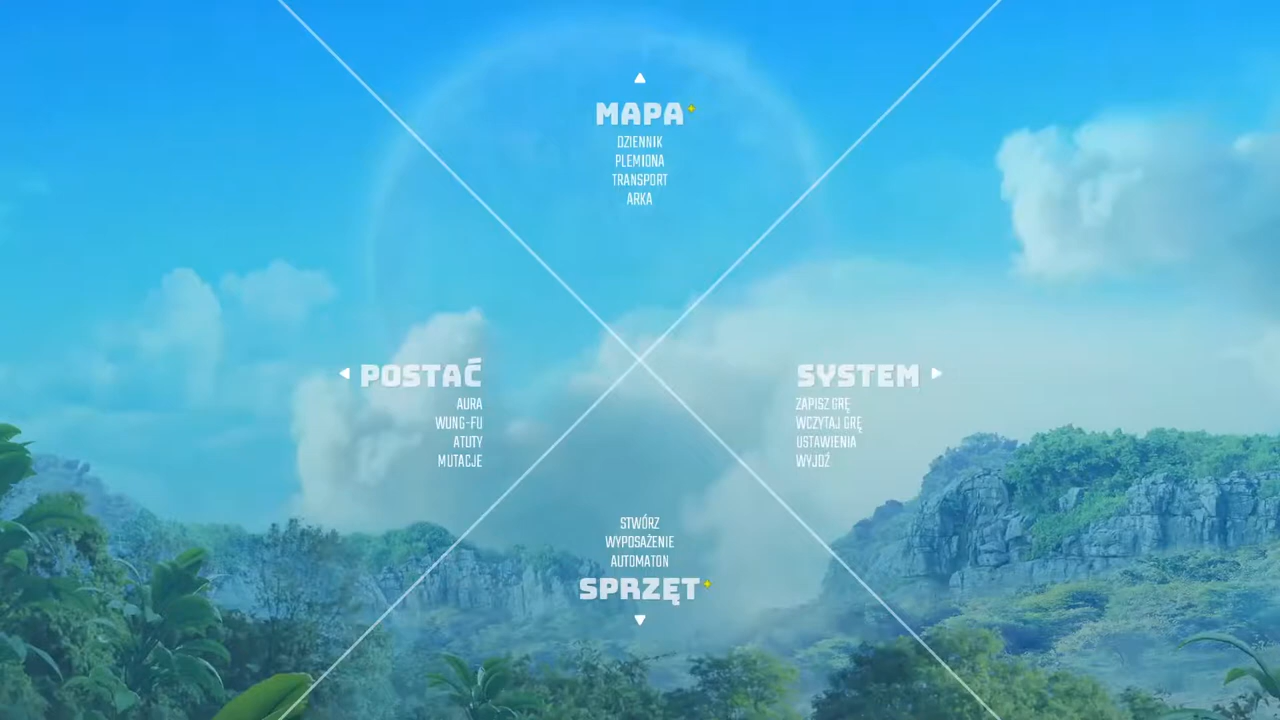 MAPA
DZIENNIK
PLEMIONA
TRANSPORT
ARKA
POSTAĆ
AURA
WUNG-FU
ATUTY
MUTACJE
SYSTEM
ZAPISZ GRĘ
WCZYTAJ GRĘ
USTAWIENIA
WYJDŹ
STWÓRZ
WYPOSAŻENIE
AUTOMATON
SPRZĘT